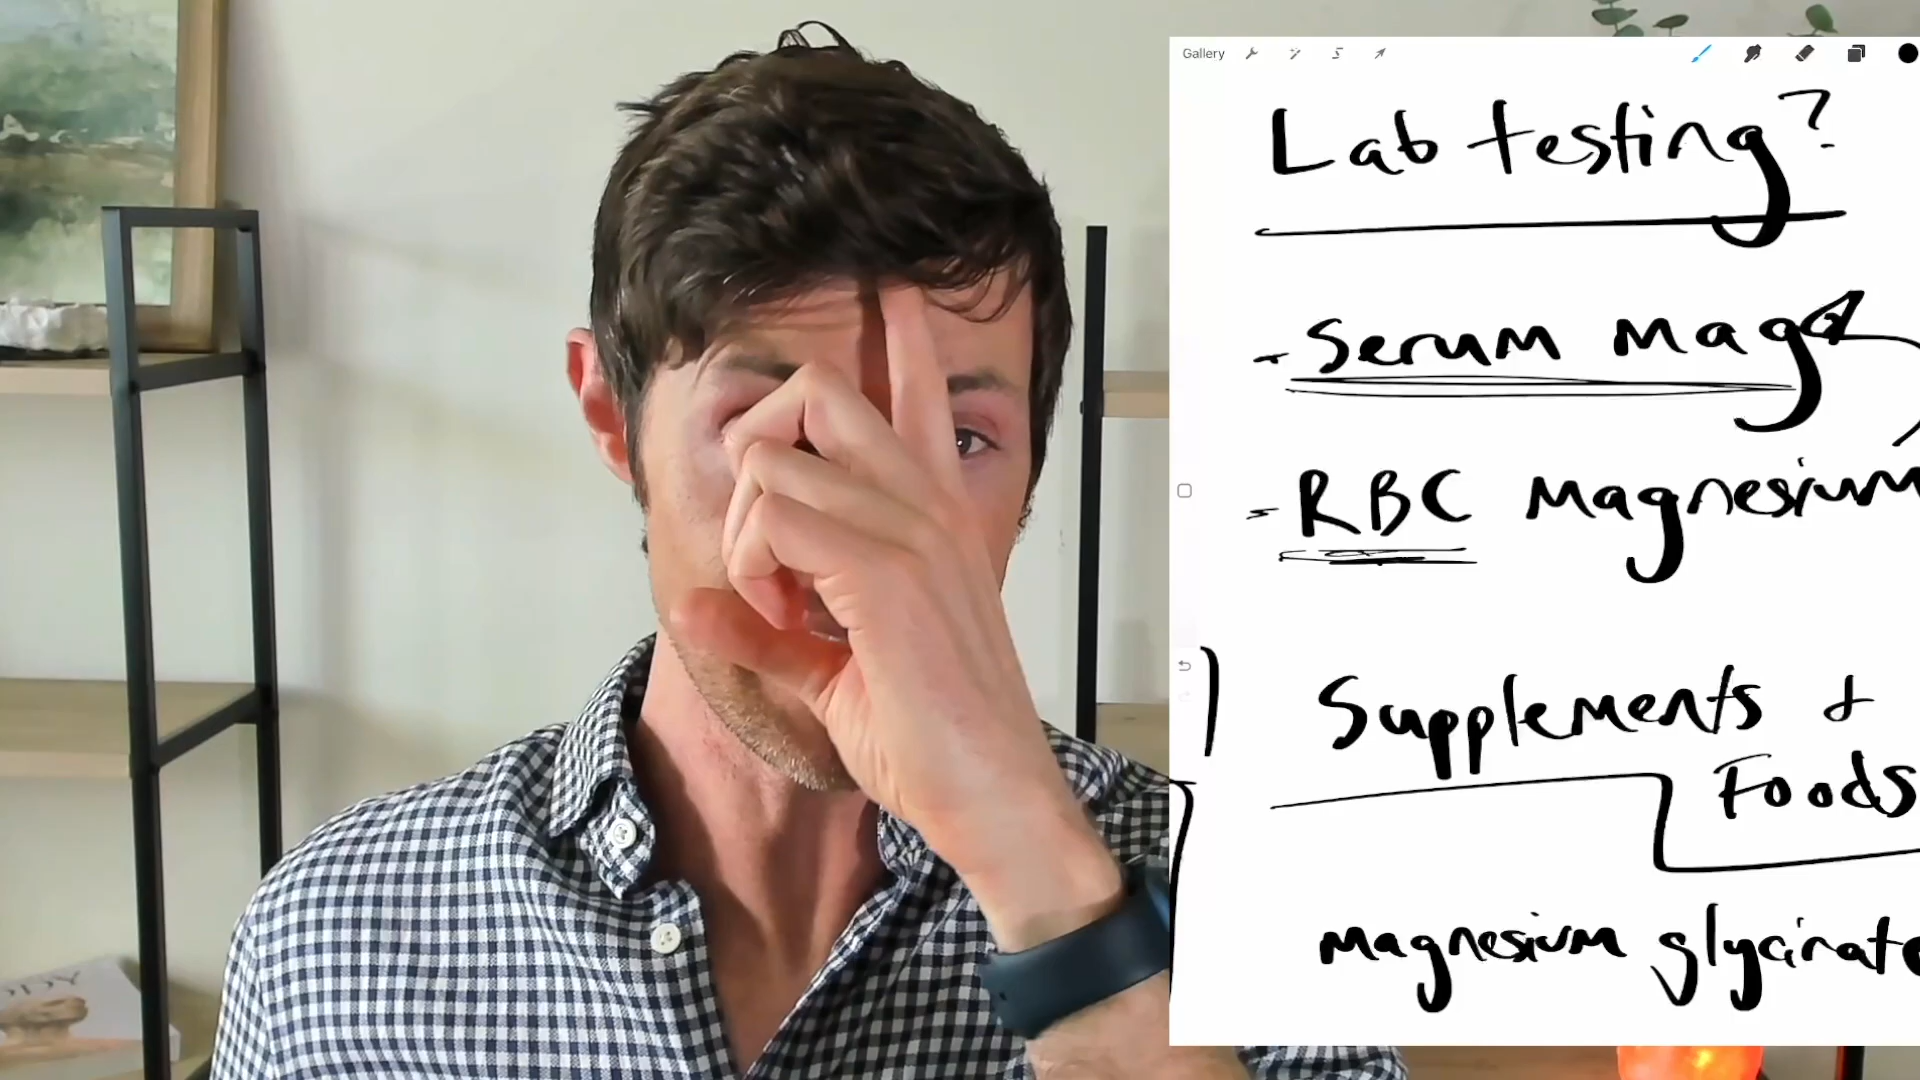 Gallery
Lab testing?
- Serum mag
- RBC Magnesium
Supplements &
Foods
magnesium glycinate